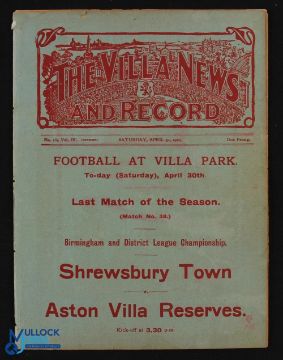 THE VILLA NEWS
AND RECORD
SATURDAY, APRIL
One Penny.
FOOTBALL AT VILLA PARK.
To-day (Saturday), April 30th
Last Match of the Season.
(Match No. 38.)
Birmingham and District League Championship.
Shrewsbury Town
v.
Aston Villa Reserves.
Kick-off at 3.30 p.m.
MULLOCK